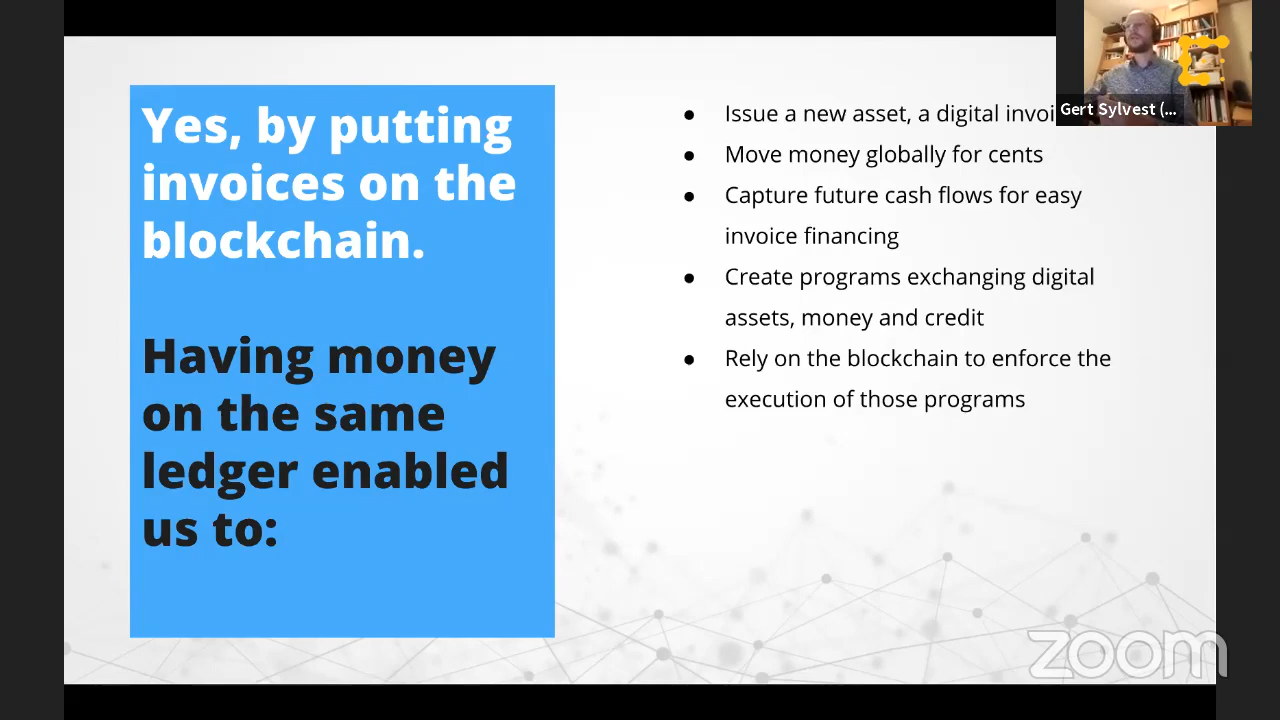 Yes, by putting
invoices on the
blockchain.
Having money
on the same
ledger enabled
us to:
● Issue a new asset, a digital
● Move money globally for cents
● Capture future cash flows for easy
invoice financing
● Create programs exchanging digital
assets, money and credit
● Rely on the blockchain to enforce the
execution of those programs
Gert Sylvest (...
zoom